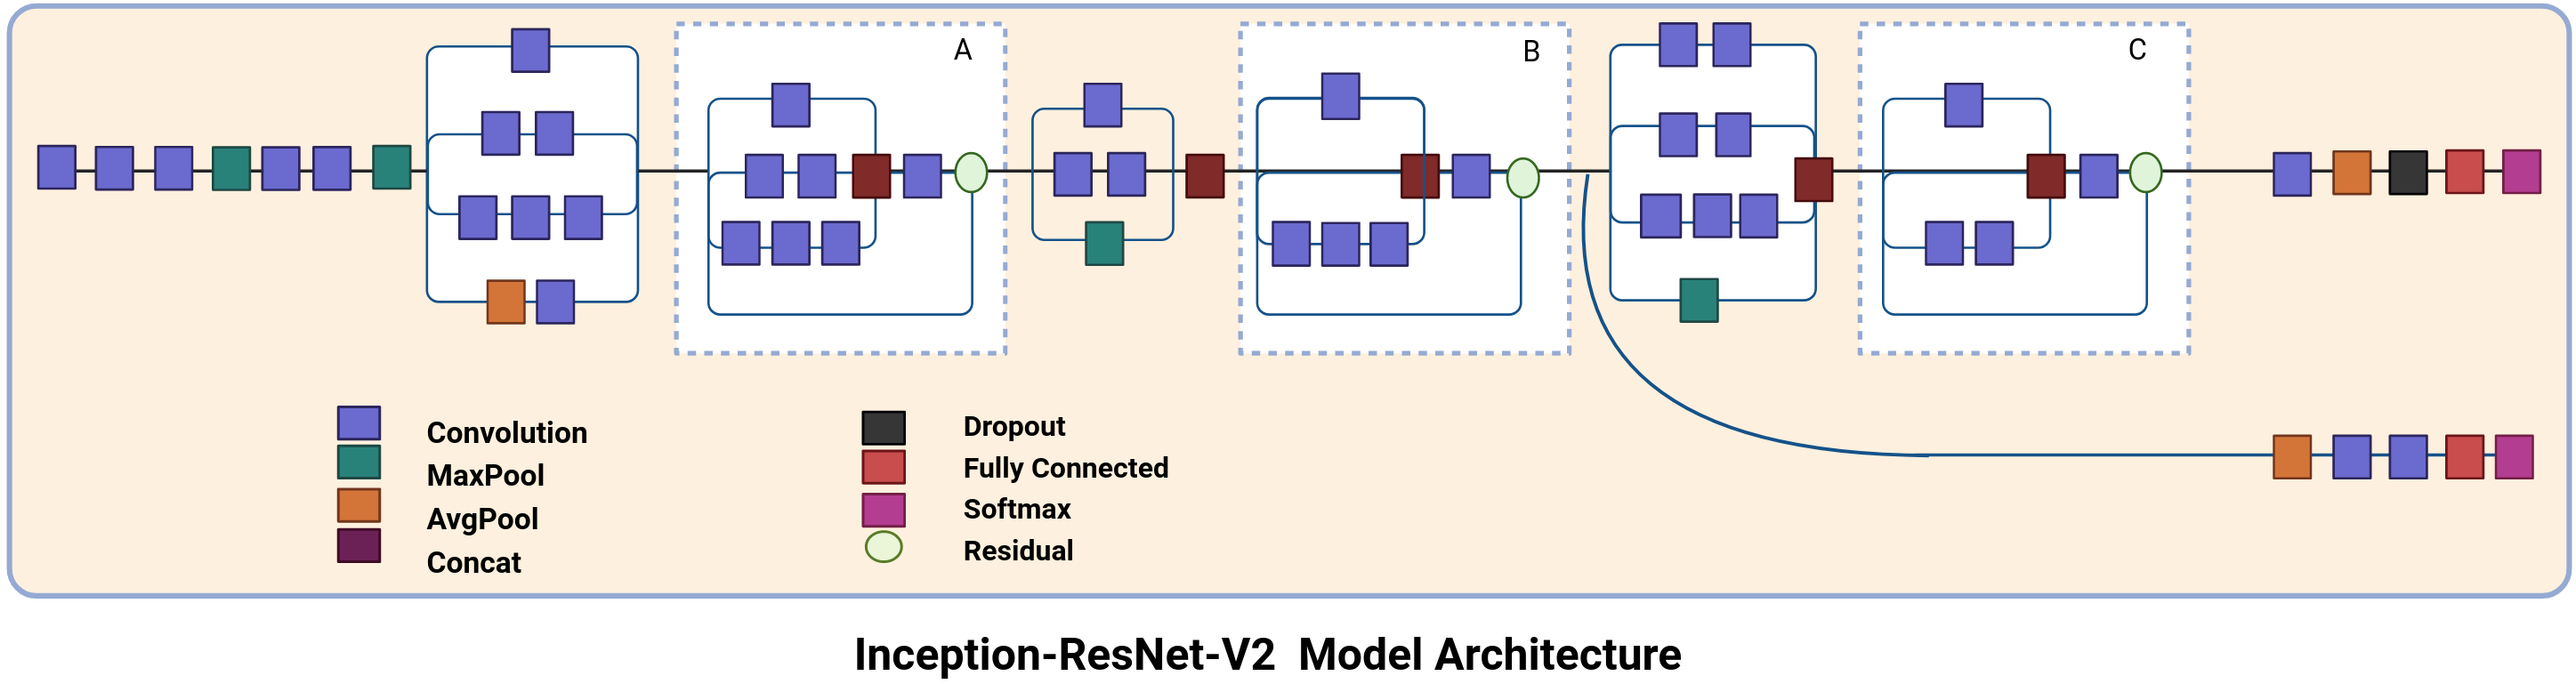 A
B
C
Convolution
MaxPool
AvgPool
Concat
Dropout
Fully Connected
Softmax
Residual
Inception-ResNet-V2 Model Architecture